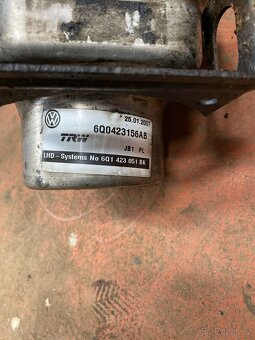 * 26.01.2007
TRW 6Q0423156AB
JB1 PL
LHD-Systems No 6Q1 423 051 BK